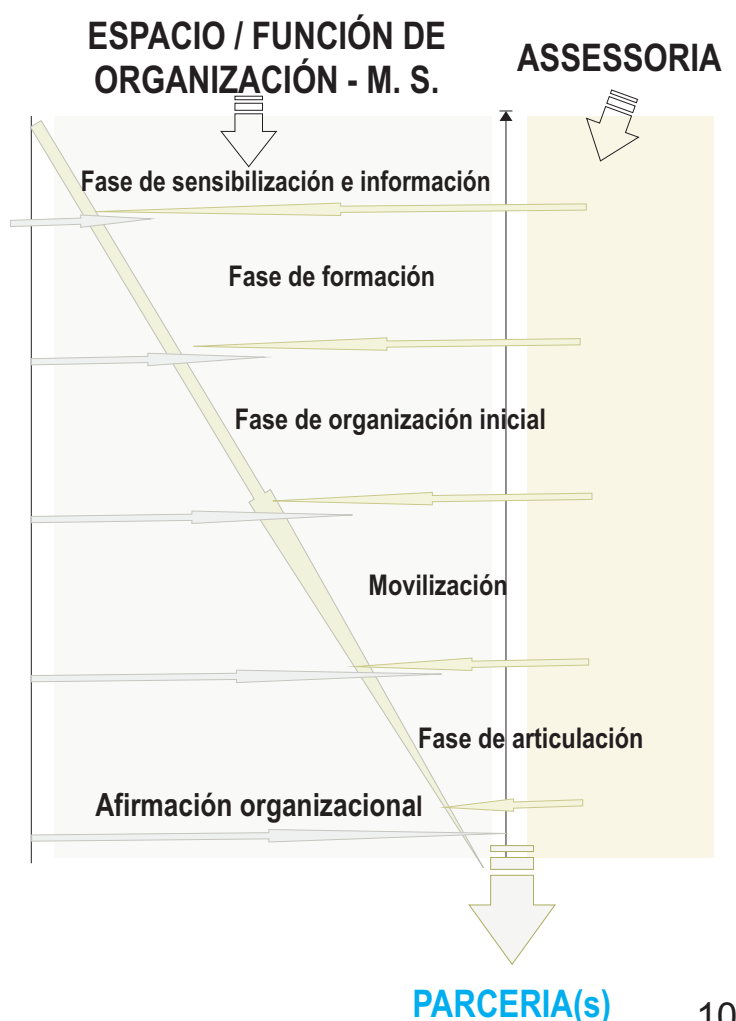 ESPACIO / FUNCIÓN DE
ORGANIZACIÓN - M. S.
ASSESSORIA
Fase de sensibilización e información
Fase de formación
Fase de organización inicial
Movilización
Fase de articulación
Afirmación organizacional
PARCERIA(s)
10